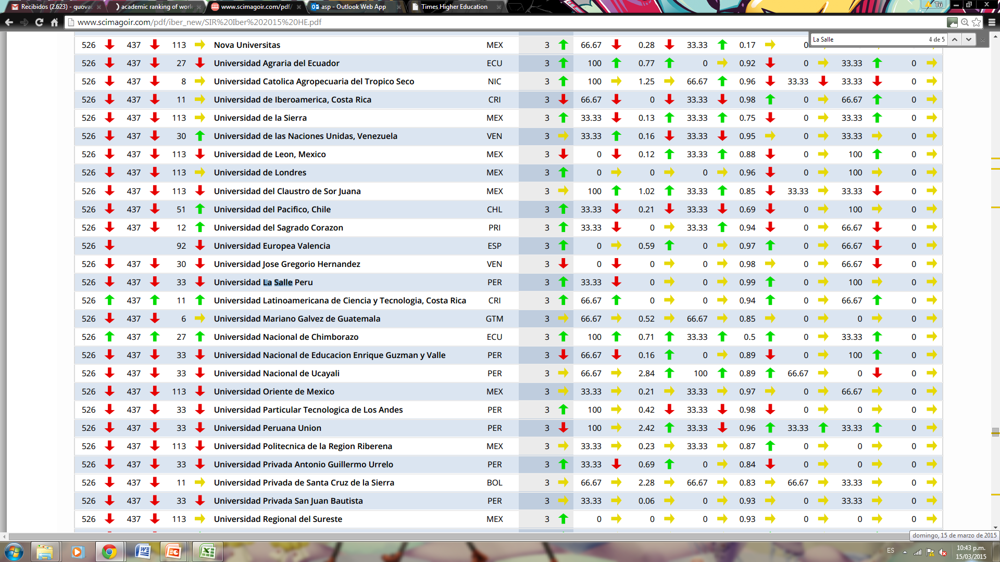 Recibidos (2.623) - quovac
academic ranking of worl
www.scimagoir.com/pdf/
asp - Outlook Web App
Times Higher Education
Tú
www.scimagoir.com/pdf/iber_new/SIR%20Iber%202015%20HE.pdf
La Salle 4 de 5
526 437 113 Nova Universitas MEX 3 66.67 0.28 33.33 0.17 0
526 437 27 Universidad Agraria del Ecuador ECU 3 100 0.77 0 0.92 0 33.33 0
526 437 8 Universidad Catolica Agropecuaria del Tropico Seco NIC 3 100 1.25 66.67 0.96 33.33 33.33 0
526 437 11 Universidad de Iberoamerica, Costa Rica CRI 3 66.67 0 33.33 0.98 0 66.67 0
526 437 113 Universidad de la Sierra MEX 3 33.33 0.13 33.33 0.75 0 33.33 0
526 437 30 Universidad de las Naciones Unidas, Venezuela VEN 3 33.33 0.16 33.33 0.95 0 33.33 0
526 437 113 Universidad de Leon, Mexico MEX 3 0 0.12 33.33 0.88 0 100 0
526 437 113 Universidad de Londres MEX 3 0 0 0 0.96 0 100 0
526 437 113 Universidad del Claustro de Sor Juana MEX 3 100 1.02 33.33 0.85 33.33 33.33 0
526 437 51 Universidad del Pacifico, Chile CHL 3 33.33 0.21 33.33 0.69 0 100 0
526 437 12 Universidad del Sagrado Corazon PRI 3 33.33 0 33.33 0.94 0 66.67 0
526 92 Universidad Europea Valencia ESP 3 0 0.59 0 0.97 0 66.67 0
526 437 30 Universidad Jose Gregorio Hernandez VEN 3 0 0 0 0.98 0 66.67 0
526 437 33 Universidad La Salle Peru PER 3 33.33 0 0 0.99 0 100 0
526 437 11 Universidad Latinoamericana de Ciencia y Tecnologia, Costa Rica CRI 3 66.67 0 0 0.94 0 66.67 0
526 437 6 Universidad Mariano Galvez de Guatemala GTM 3 66.67 0.52 66.67 0.85 0 0 0
526 437 27 Universidad Nacional de Chimborazo ECU 3 100 0.71 33.33 0.5 0 33.33 0
526 437 33 Universidad Nacional de Educacion Enrique Guzman y Valle PER 3 66.67 0.16 0 0.89 0 100 0
526 437 33 Universidad Nacional de Ucayali PER 3 66.67 2.84 100 0.89 66.67 0 0
526 437 113 Universidad Oriente de Mexico MEX 3 33.33 0.21 33.33 0.97 0 66.67 0
526 437 33 Universidad Particular Tecnologica de Los Andes PER 3 100 0.42 33.33 0.98 0 0 0
526 437 33 Universidad Peruana Union PER 3 100 2.42 33.33 0.96 33.33 33.33 0
526 437 113 Universidad Politecnica de la Region Riberena MEX 3 33.33 0.23 33.33 0.87 0 0 0
526 437 33 Universidad Privada Antonio Guillermo Urrelo PER 3 33.33 0.69 0 0.84 0 0 0
526 437 11 Universidad Privada de Santa Cruz de la Sierra BOL 3 66.67 2.28 66.67 0.83 66.67 33.33 0
526 437 33 Universidad Privada San Juan Bautista PER 3 33.33 0.06 0 0.93 0 33.33 0
526 437 113 Universidad Regional del Sureste MEX 3 0 0 0 0.93 0 0 0
domingo, 15 de marzo de 2015
ES
10:43 p.m.
15/03/2015